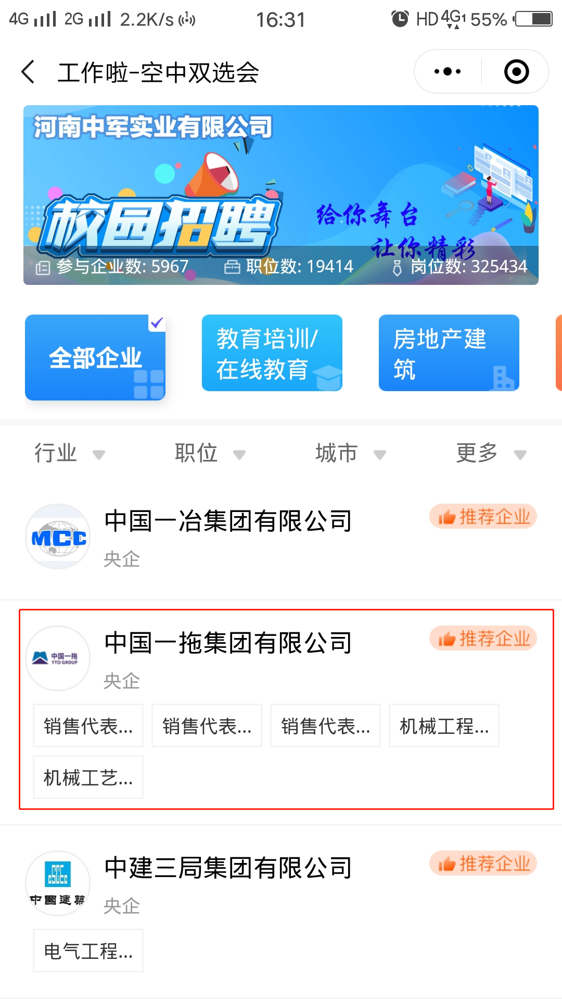 4G 2G 2.2K/s 16:31 HD 4G1 55%
工作啦-空中双选会
河南中军实业有限公司
校园招聘
给你舞台
让你精彩
参与企业数: 5967 职位数: 19414 岗位数: 325434
全部企业
教育培训/
在线教育
房地产建
筑
行业 职位 城市 更多
中国一冶集团有限公司 推荐企业
MCC
央企
中国一拖集团有限公司 推荐企业
中国一拖
YTO GROUP
央企
销售代表... 销售代表... 销售代表... 机械工程...
机械工艺...
中建三局集团有限公司 推荐企业
CSCEC
中國建築
央企
电气工程...